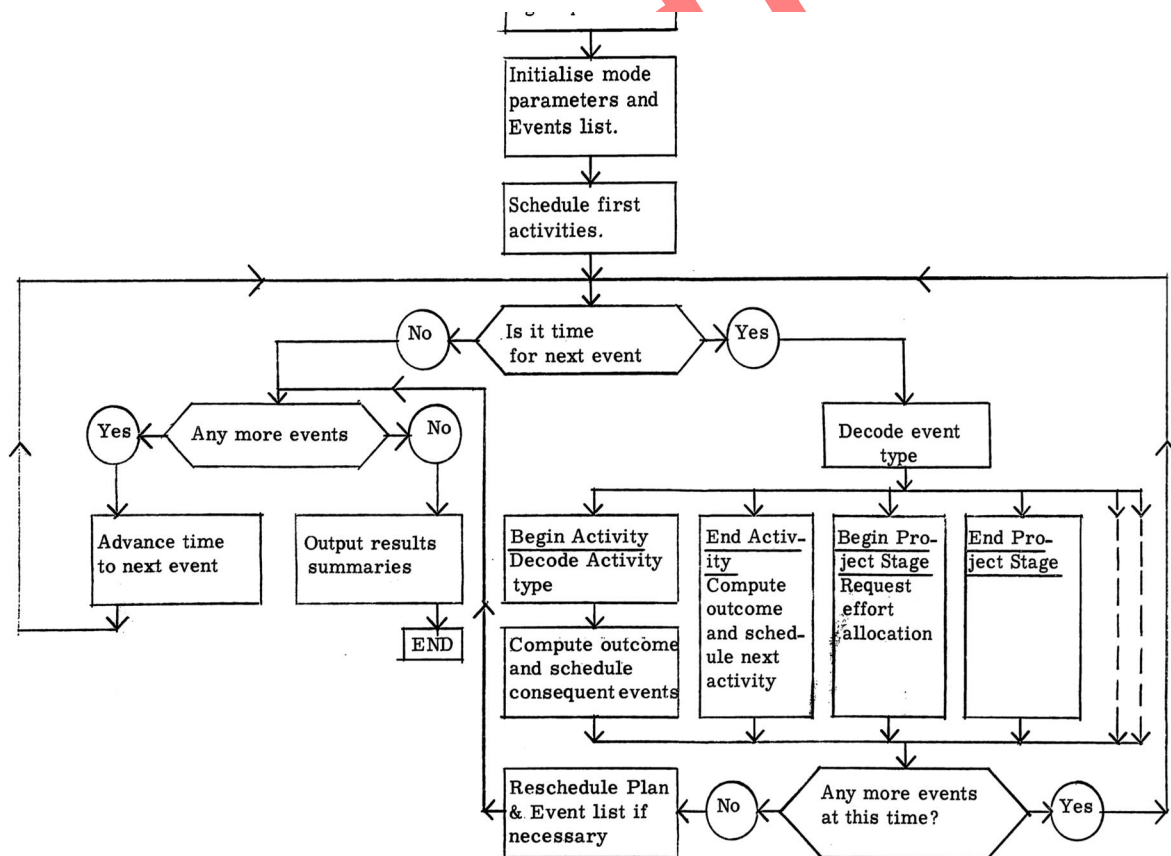 Initialise mode
parameters and
Events list.
Schedule first
activities.
Is it time
for next event
No
Yes
Any more events
Yes
No
Decode event
type
Advance time
to next event
Output results
summaries
END
Begin Activity
Decode Activity
type
Compute outcome
and schedule
consequent events
End Activ-
ity
Compute
outcome
and sched-
ule next
activity
Begin Pro-
ject Stage
Request
effort
allocation
End Pro-
ject Stage
Reschedule Plan
& Event list if
necessary
No
Any more events
at this time?
Yes